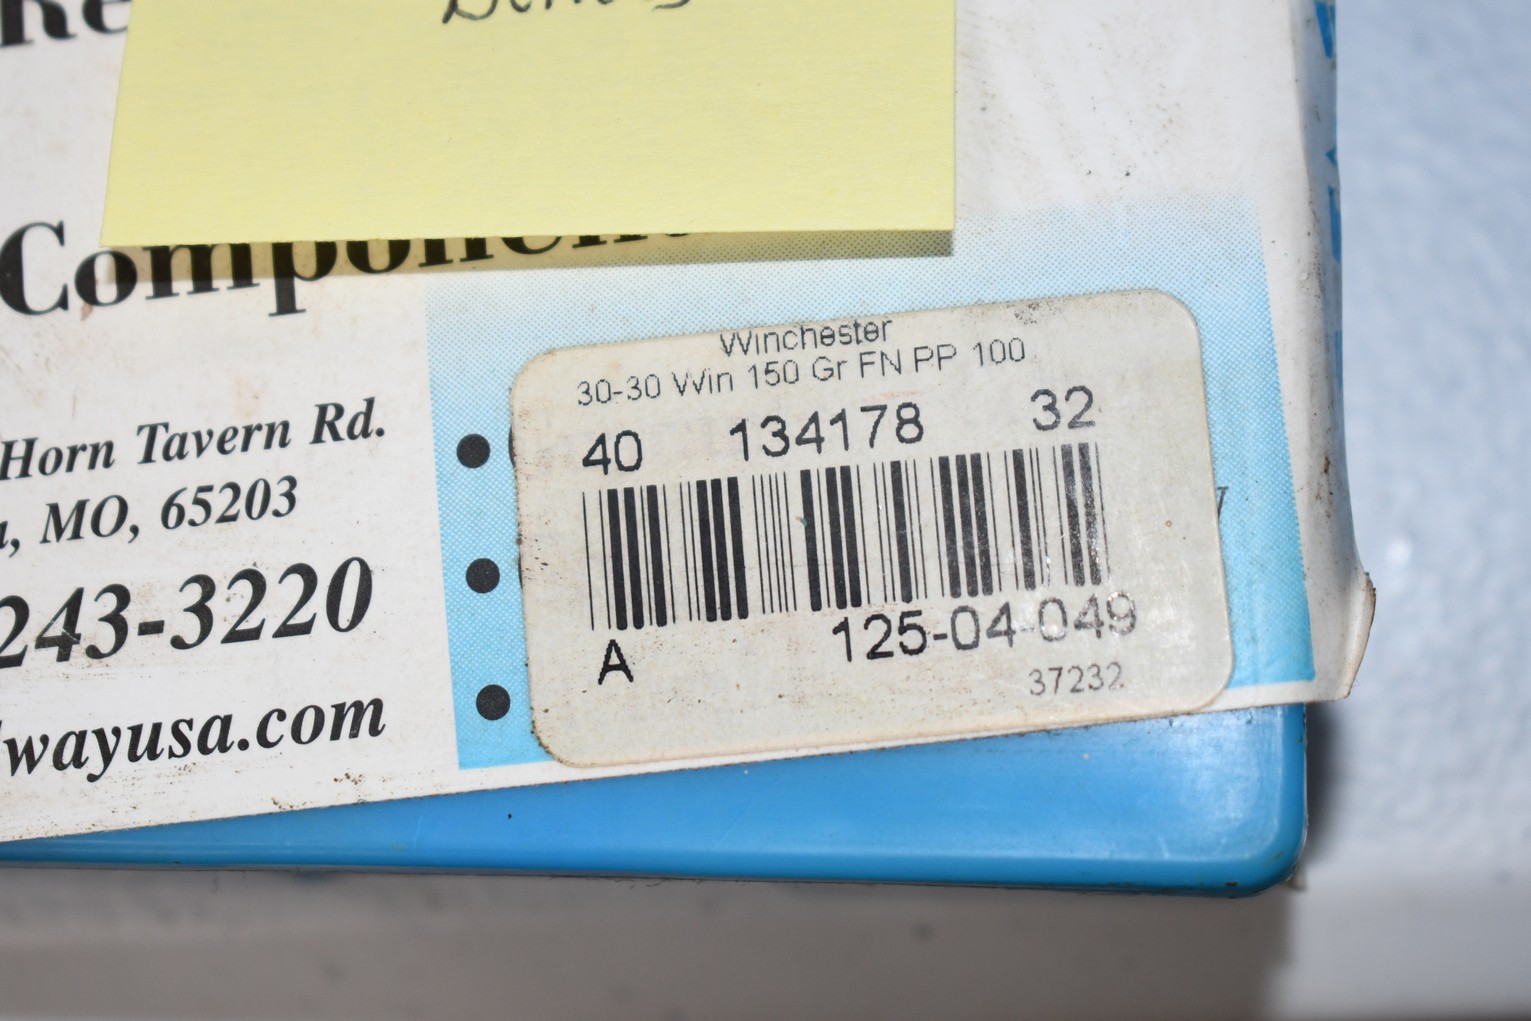 Component
Horn Tavern Rd.
MO, 65203
243-3220
wayusa.com
Winchester
30-30 Win 150 Gr FN PP 100
40 134178 32
A 125-04-049
37232